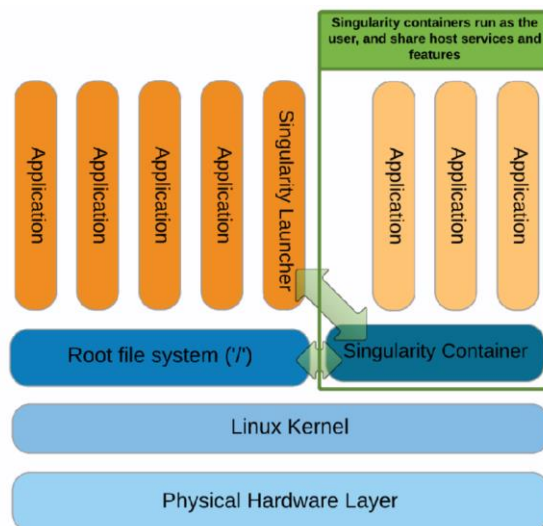 Singularity containers run as the
user, and share host services and
features
Application
Application
Application
Application
Singularity Launcher
Application
Application
Application
Root file system ('/')
Singularity Container
Linux Kernel
Physical Hardware Layer